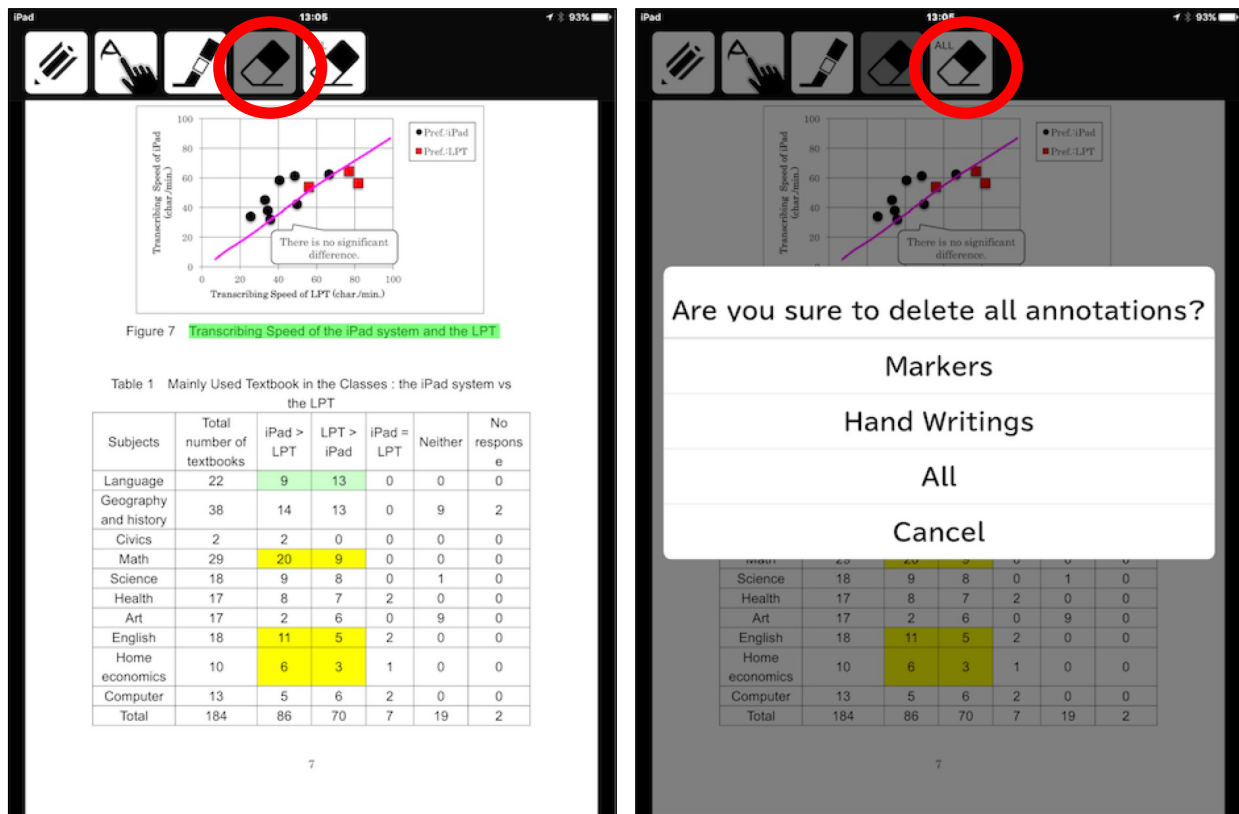 iPad 13:05 93%
100
80
60
40
20
0
Transcribing Speed of iPad
(char./min.)
Pref.:iPad
Pref.:LPT
There is no significant
difference.
0 20 40 60 80 100
Transcribing Speed of LPT (char./min.)
Figure 7 Transcribing Speed of the iPad system and the LPT
Table 1 Mainly Used Textbook in the Classes : the iPad system vs
the LPT
Subjects Total number of textbooks iPad > LPT LPT > iPad iPad = LPT Neither No respons e
Language 22 9 13 0 0 0
Geography and history 38 14 13 0 9 2
Civics 2 2 0 0 0 0
Math 29 20 9 0 0 0
Science 18 9 8 0 1 0
Health 17 8 7 2 0 0
Art 17 2 6 0 9 0
English 18 11 5 2 0 0
Home economics 10 6 3 1 0 0
Computer 13 5 6 2 0 0
Total 184 86 70 7 19 2
7
iPad 13:05 93%
ALL
100
80
60
40
20
Transcribing Speed of iPad
(char./min.)
Pref.:iPad
Pref.:LPT
There is no significant
difference.
Are you sure to delete all annotations?
Markers
Hand Writings
All
Cancel
Math 29 20 9 0 0 0
Science 18 9 8 0 1 0
Health 17 8 7 2 0 0
Art 17 2 6 0 9 0
English 18 11 5 2 0 0
Home economics 10 6 3 1 0 0
Computer 13 5 6 2 0 0
Total 184 86 70 7 19 2
7